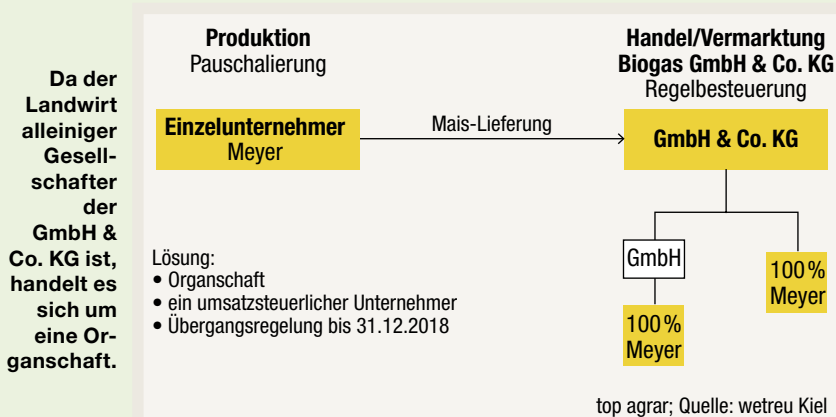 Da der
Landwirt
alleiniger
Gesell-
schafter
der
GmbH &
Co. KG ist,
handelt es
sich um
eine Or-
ganschaft.
Produktion
Pauschalierung
Handel/Vermarktung
Biogas GmbH & Co. KG
Regelbesteuerung
Einzelunternehmer
Meyer
Mais-Lieferung
GmbH & Co. KG
GmbH
100 %
Meyer
100 %
Meyer
Lösung:
• Organschaft
• ein umsatzsteuerlicher Unternehmer
• Übergangsregelung bis 31.12.2018
top agrar; Quelle: wetreu Kiel